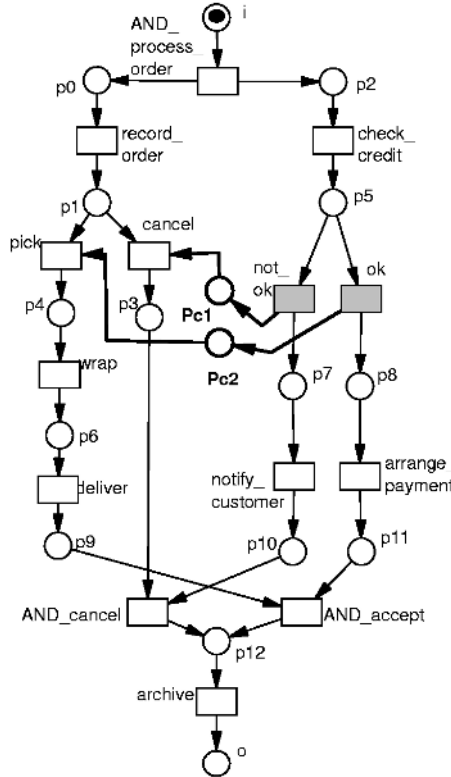 i
AND_
process_
order
p0
p2
record_
order
check_
credit
p1
cancel
p5
pick
not_
ok
ok
p4
p3
Pc1
Pc2
wrap
p7
p8
p6
deliver
notify_
customer
arrange_
payment
p9
p10
p11
AND_cancel
AND_accept
p12
archive
o